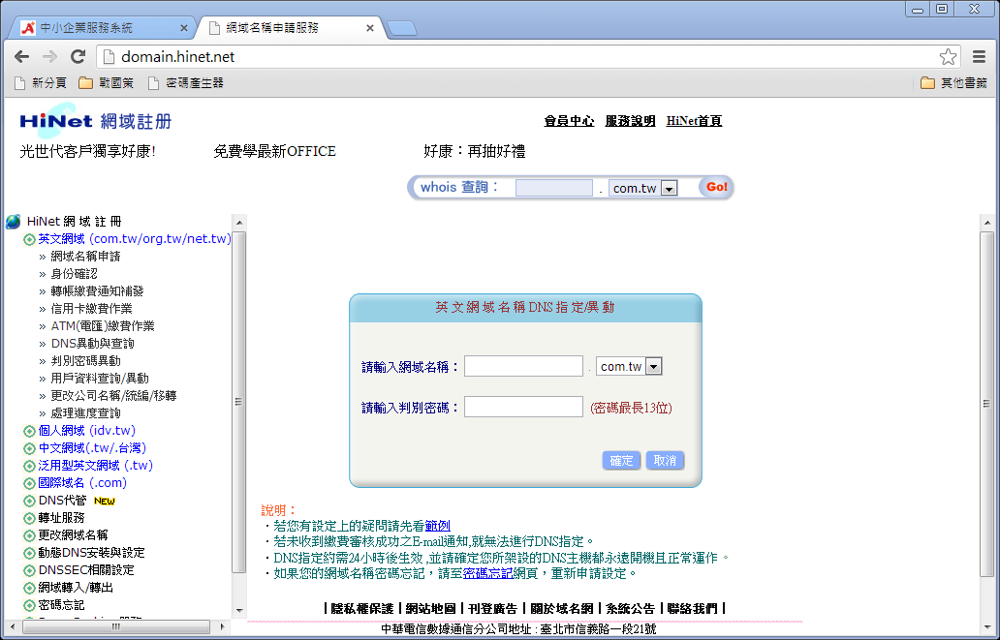 中小企業服務系統
網域名稱申請服務
domain.hinet.net
新分頁 戰國策 密碼產生器 其他書籤
HiNet 網域註册
會員中心 服務說明 HiNet首頁
光世代客戶獨享好康! 免費學最新OFFICE 好康：再抽好禮
whois 查詢： . com.tw Go!
HiNet 網 域 註 冊
英文網域 (com.tw/org.tw/net.tw)
» 網域名稱申請
» 身份確認
» 轉帳繳費通知補發
» 信用卡繳費作業
» ATM(電匯)繳費作業
» DNS異動與查詢
» 判別密碼異動
» 用戶資料查詢/異動
» 更改公司名稱/統編/移轉
» 處理進度查詢
個人網域 (idv.tw)
中文網域(.tw/.台灣)
泛用型英文網域 (.tw)
國際域名 (.com)
DNS代管 NEW
轉址服務
更改網域名稱
動態DNS安裝與設定
DNSSEC相關設定
網域轉入/轉出
密碼忘記
英 文 網 域 名 稱 DNS 指 定/異 動
請輸入網域名稱： . com.tw
請輸入判別密碼： (密碼最長13位)
確定 取消
說明：
‧若您有設定上的疑問請先看範例
‧若未收到繳費審核成功之E-mail通知,就無法進行DNS指定。
‧DNS指定約需24小時後生效 ,並請確定您所架設的DNS主機都永遠開機且正常運作 。
‧如果您的網域名稱密碼忘記，請至密碼忘記網頁，重新申請設定。
| 隱私權保護 | 網站地圖 | 刊登廣告 | 關於域名網 | 系統公告 | 聯絡我們 |
中華電信數據通信分公司地址 : 臺北市信義路一段21號